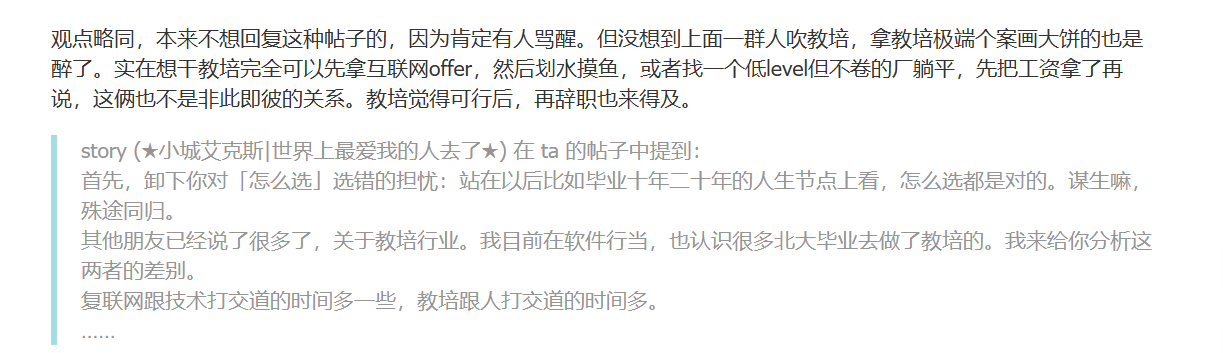 观点略同，本来不想回复这种帖子的，因为肯定有人骂醒。但没想到上面一群人吹教培，拿教培极端个案画大饼的也是
醉了。实在想干教培完全可以先拿互联网offer，然后划水摸鱼，或者找一个低level但不卷的厂躺平，先把工资拿了再
说，这俩也不是非此即彼的关系。教培觉得可行后，再辞职也来得及。
story (★小城艾克斯|世界上最爱我的人去了★) 在 ta 的帖子中提到：
首先，卸下你对「怎么选」选错的担忧：站在以后比如毕业十年二十年的人生节点上看，怎么选都是对的。谋生嘛，
殊途同归。
其他朋友已经说了很多了，关于教培行业。我目前在软件行当，也认识很多北大毕业去做了教培的。我来给你分析这
两者的差别。
复联网跟技术打交道的时间多一些，教培跟人打交道的时间多。
……